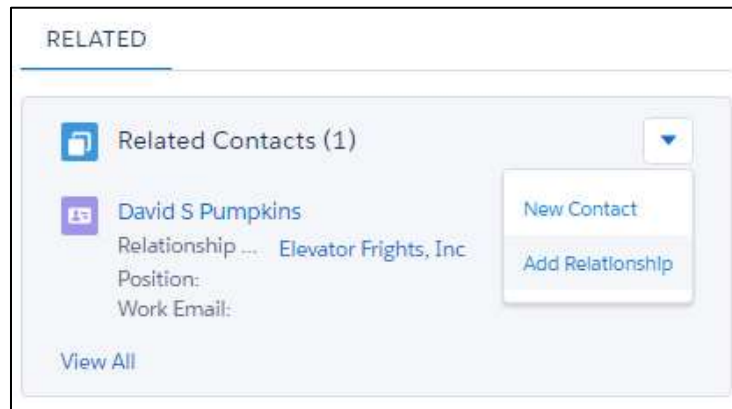 RELATED
Related Contacts (1)
New Contact
Add Relationship
David S Pumpkins
Relationship ... Elevator Frights, Inc
Position:
Work Email:
View All